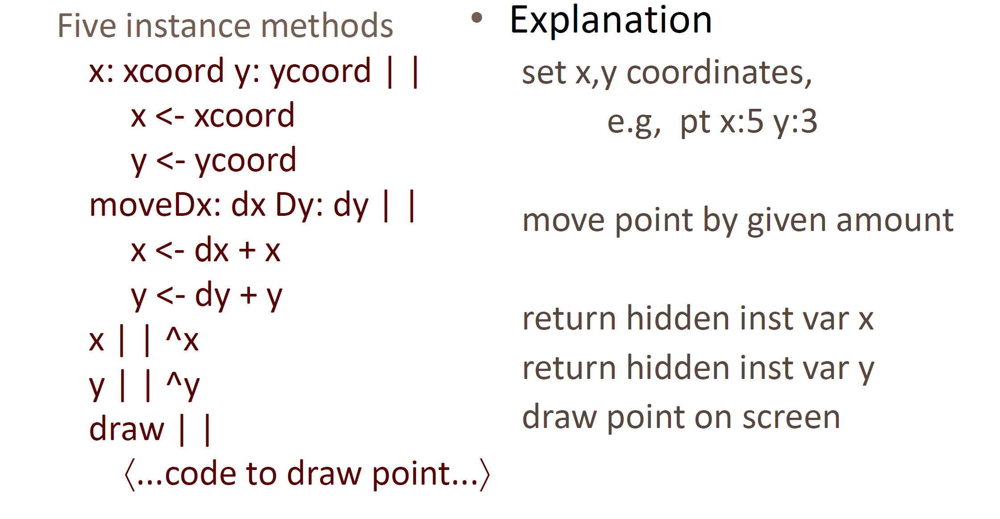 Five instance methods
x: xcoord y: ycoord | |
x <- xcoord
y <- ycoord
moveDx: dx Dy: dy | |
x <- dx + x
y <- dy + y
x | | ^x
y | | ^y
draw | |
〈...code to draw point...〉
• Explanation
set x,y coordinates,
e.g, pt x:5 y:3
move point by given amount
return hidden inst var x
return hidden inst var y
draw point on screen